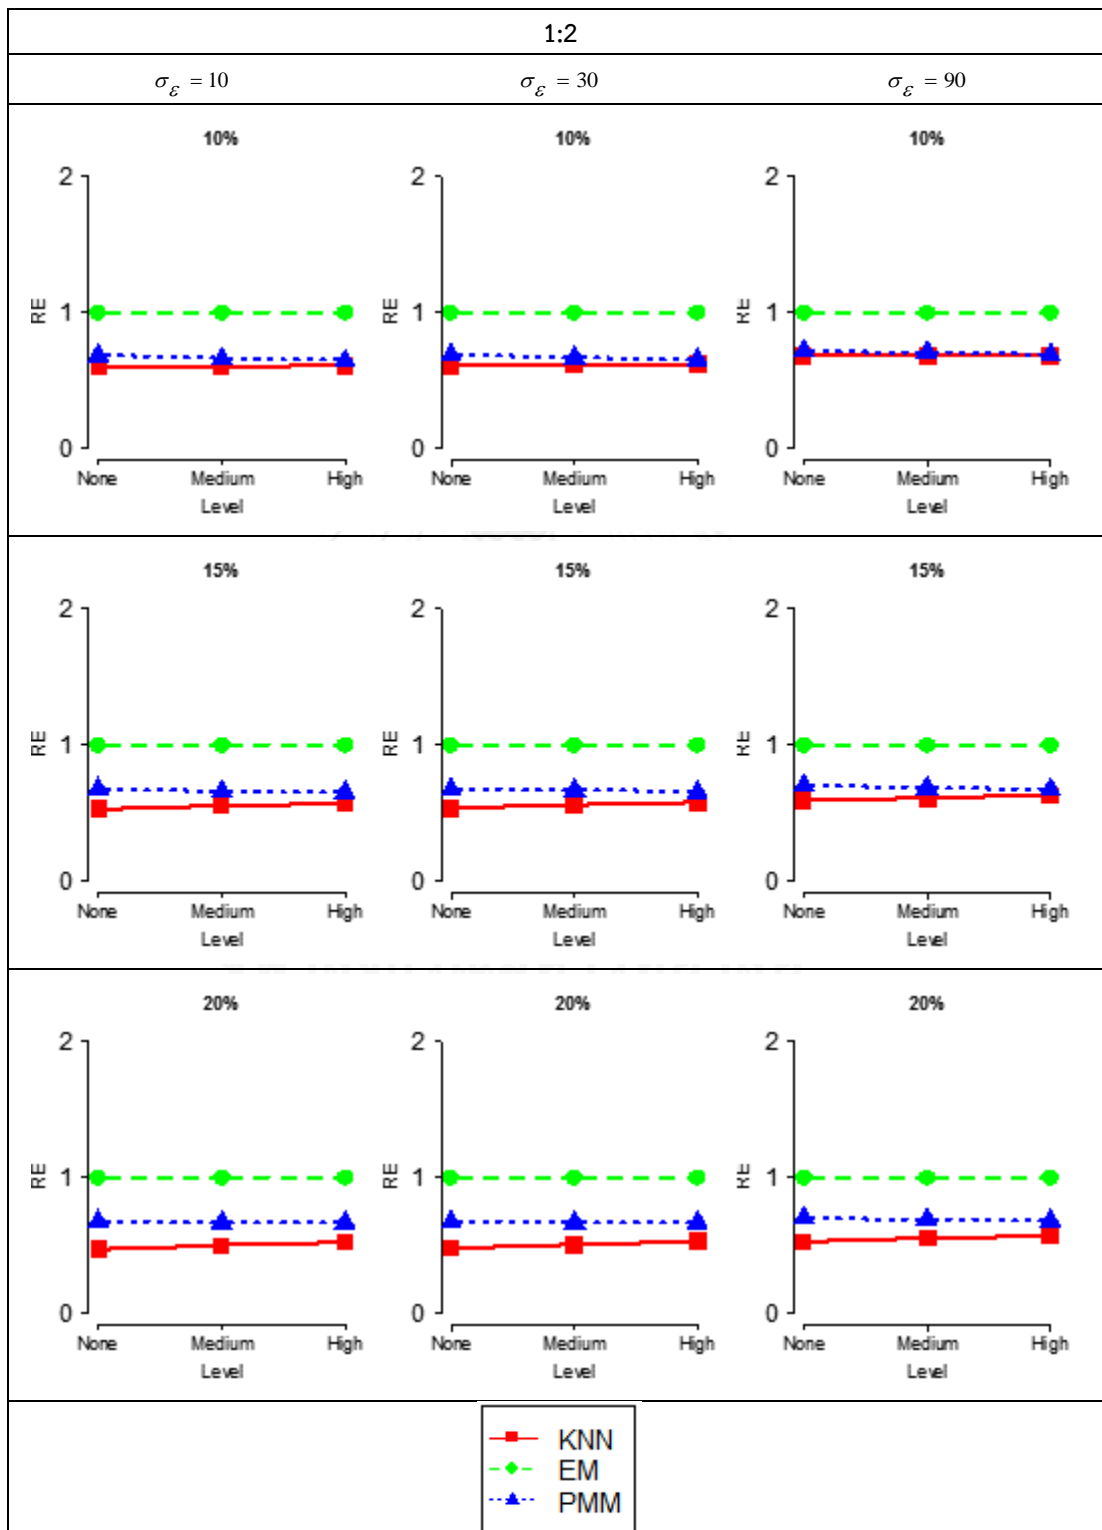 1:2
σ_ε = 10 σ_ε = 30 σ_ε = 90
10% 10% 10%
2 2 2
RE 1 RE 1 RE 1
0 0 0
None Medium High None Medium High None Medium High
Level Level Level
15% 15% 15%
2 2 2
RE 1 RE 1 RE 1
0 0 0
None Medium High None Medium High None Medium High
Level Level Level
20% 20% 20%
2 2 2
RE 1 RE 1 RE 1
0 0 0
None Medium High None Medium High None Medium High
Level Level Level
KNN
EM
PMM